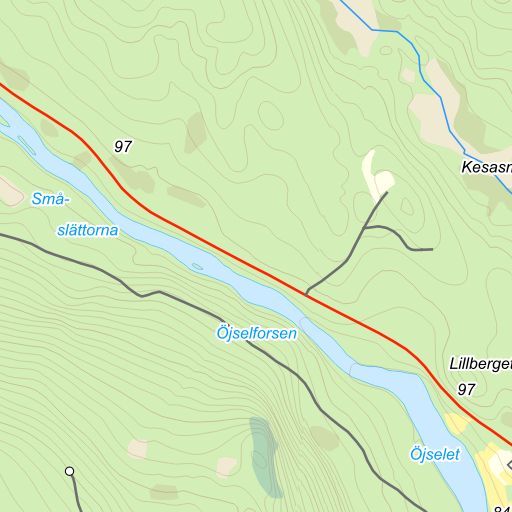 97
Kesasm
Små-
slättorna
Öjselforsen
Lillberget
97
Öjselet
84